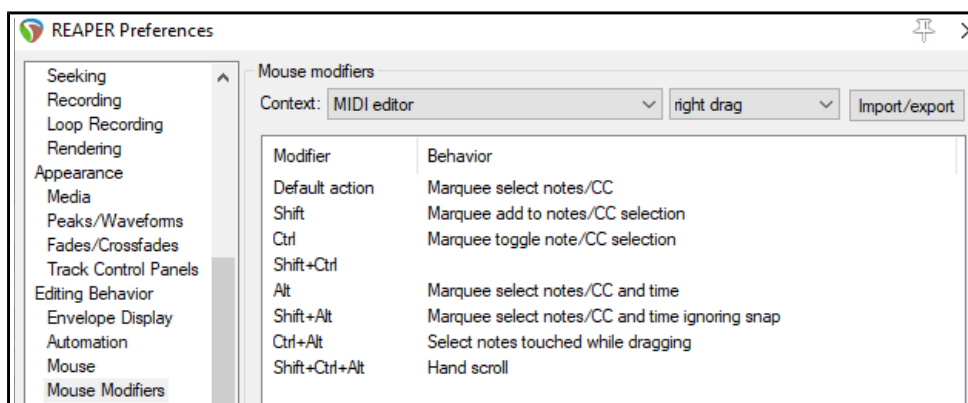 REAPER Preferences
Seeking
Recording
Loop Recording
Rendering
Appearance
Media
Peaks/Waveforms
Fades/Crossfades
Track Control Panels
Editing Behavior
Envelope Display
Automation
Mouse
Mouse Modifiers
Mouse modifiers
Context: MIDI editor right drag Import/export
Modifier Behavior
Default action Marquee select notes/CC
Shift Marquee add to notes/CC selection
Ctrl Marquee toggle note/CC selection
Shift+Ctrl
Alt Marquee select notes/CC and time
Shift+Alt Marquee select notes/CC and time ignoring snap
Ctrl+Alt Select notes touched while dragging
Shift+Ctrl+Alt Hand scroll